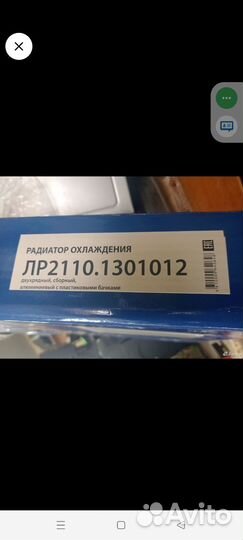 РАДИАТОР ОХЛАЖДЕНИЯ
ЛР2110.1301012
двухрядный, сборный,
алюминиевый с пластиковыми бачками
Avito